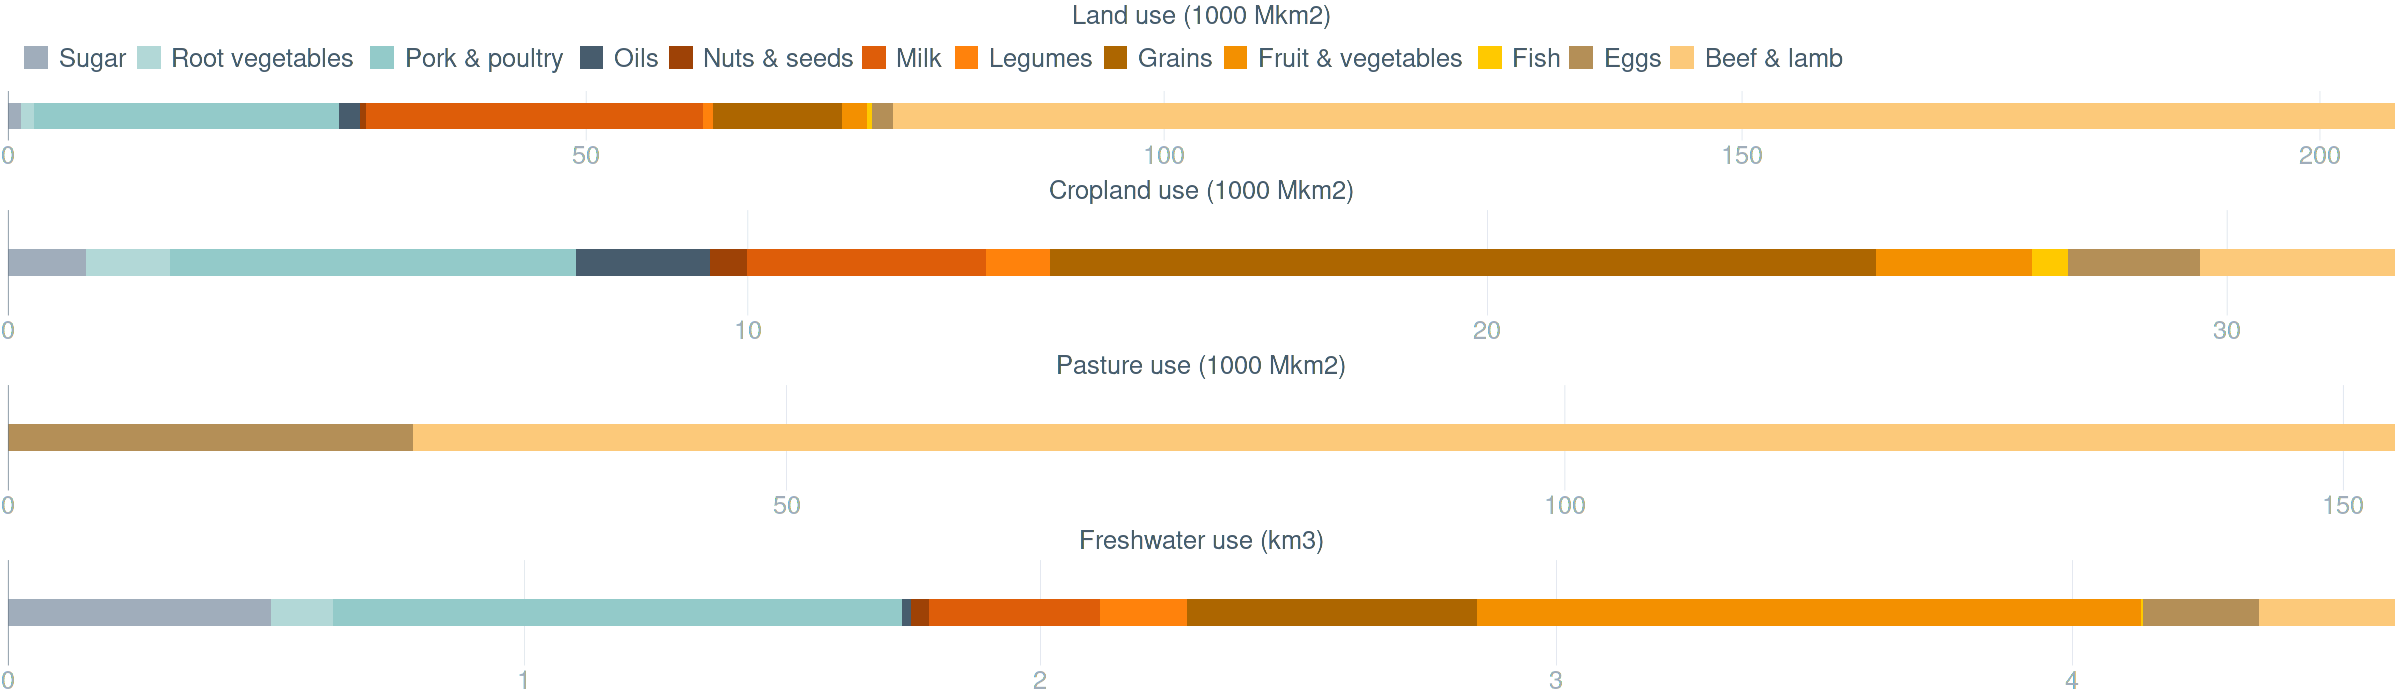 Land use (1000 Mkm2)
Sugar Root vegetables Pork & poultry Oils Nuts & seeds Milk Legumes Grains Fruit & vegetables Fish Eggs Beef & lamb
0 50 100 150 200
Cropland use (1000 Mkm2)
0 10 20 30
Pasture use (1000 Mkm2)
0 50 100 150
Freshwater use (km3)
0 1 2 3 4